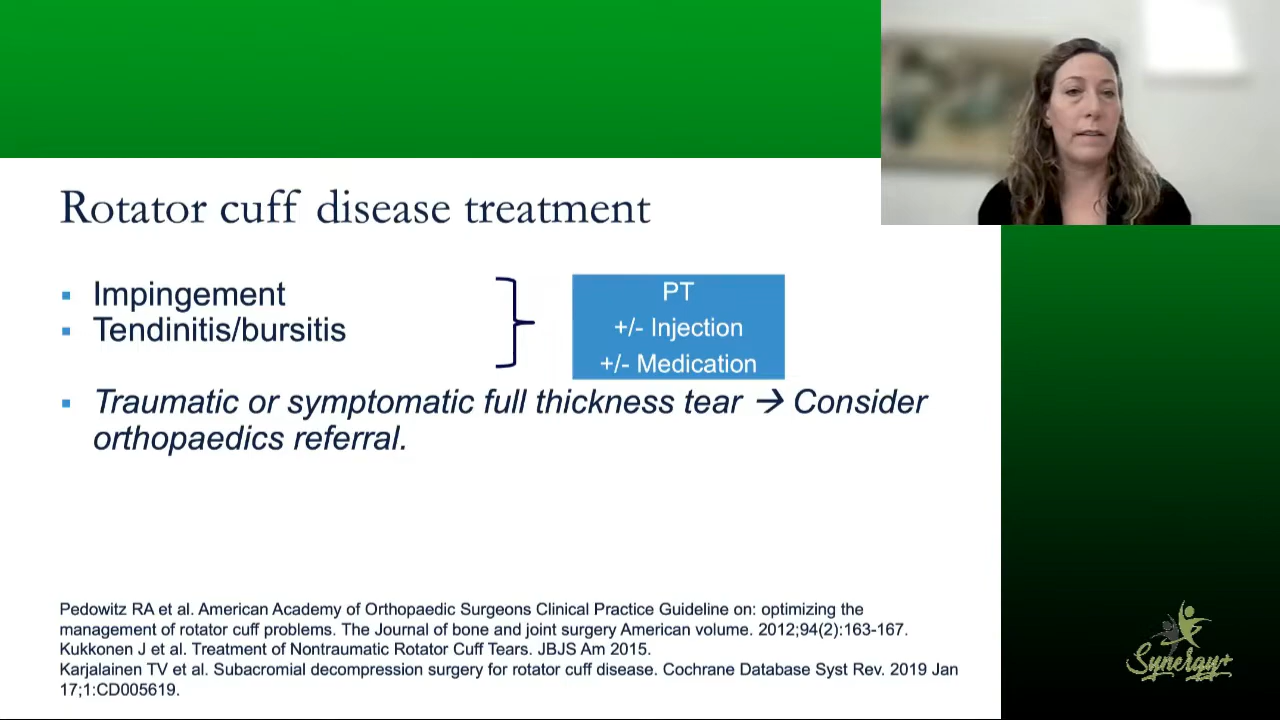 Rotator cuff disease treatment
▪ Impingement
▪ Tendinitis/bursitis
PT
+/- Injection
+/- Medication
▪ Traumatic or symptomatic full thickness tear → Consider
orthopaedics referral.
Pedowitz RA et al. American Academy of Orthopaedic Surgeons Clinical Practice Guideline on: optimizing the
management of rotator cuff problems. The Journal of bone and joint surgery American volume. 2012;94(2):163-167.
Kukkonen J et al. Treatment of Nontraumatic Rotator Cuff Tears. JBJS Am 2015.
Karjalainen TV et al. Subacromial decompression surgery for rotator cuff disease. Cochrane Database Syst Rev. 2019 Jan
17;1:CD005619.
Synergy+